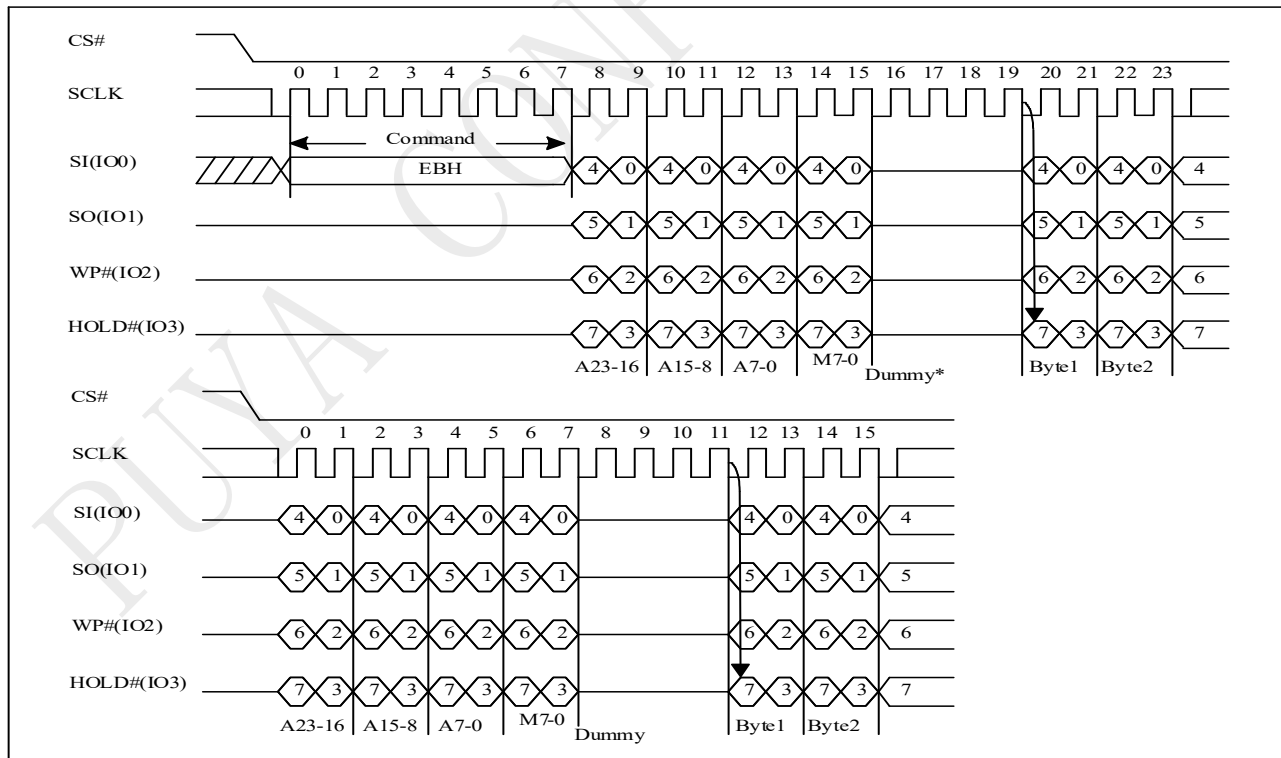 CS#
0 1 2 3 4 5 6 7 8 9 10 11 12 13 14 15 16 17 18 19 20 21 22 23
SCLK
Command
SI(IO0) EBH 4 0 4 0 4 0 4 0 4 0 4 0 4
SO(IO1) 5 1 5 1 5 1 5 1 5 1 5 1 5
WP#(IO2) 6 2 6 2 6 2 6 2 6 2 6 2 6
HOLD#(IO3) 7 3 7 3 7 3 7 3 7 3 7 3 7
A23-16 A15-8 A7-0 M7-0 Dummy* Byte1 Byte2
CS#
0 1 2 3 4 5 6 7 8 9 10 11 12 13 14 15
SCLK
SI(IO0) 4 0 4 0 4 0 4 0 4 0 4 0 4
SO(IO1) 5 1 5 1 5 1 5 1 5 1 5 1 5
WP#(IO2) 6 2 6 2 6 2 6 2 6 2 6 2 6
HOLD#(IO3) 7 3 7 3 7 3 7 3 7 3 7 3 7
A23-16 A15-8 A7-0 M7-0 Dummy Byte1 Byte2
PUYA